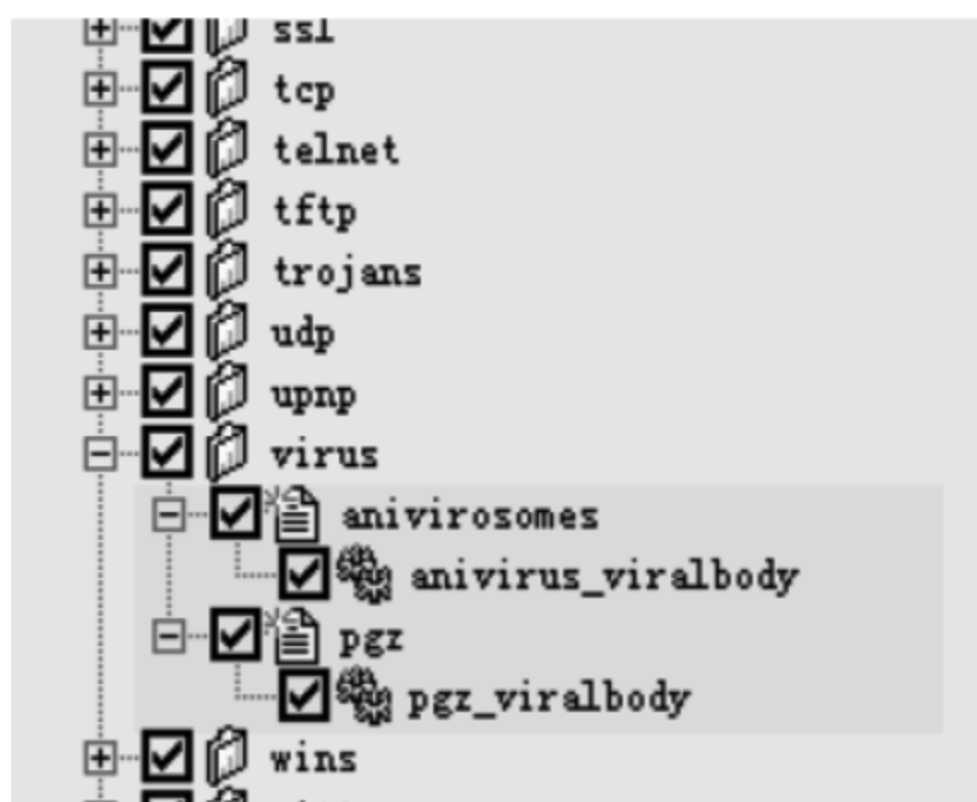 ssl
tcp
telnet
tftp
trojans
udp
upnp
virus
anivirosomes
anivirus_viralbody
pgz
pgz_viralbody
wins